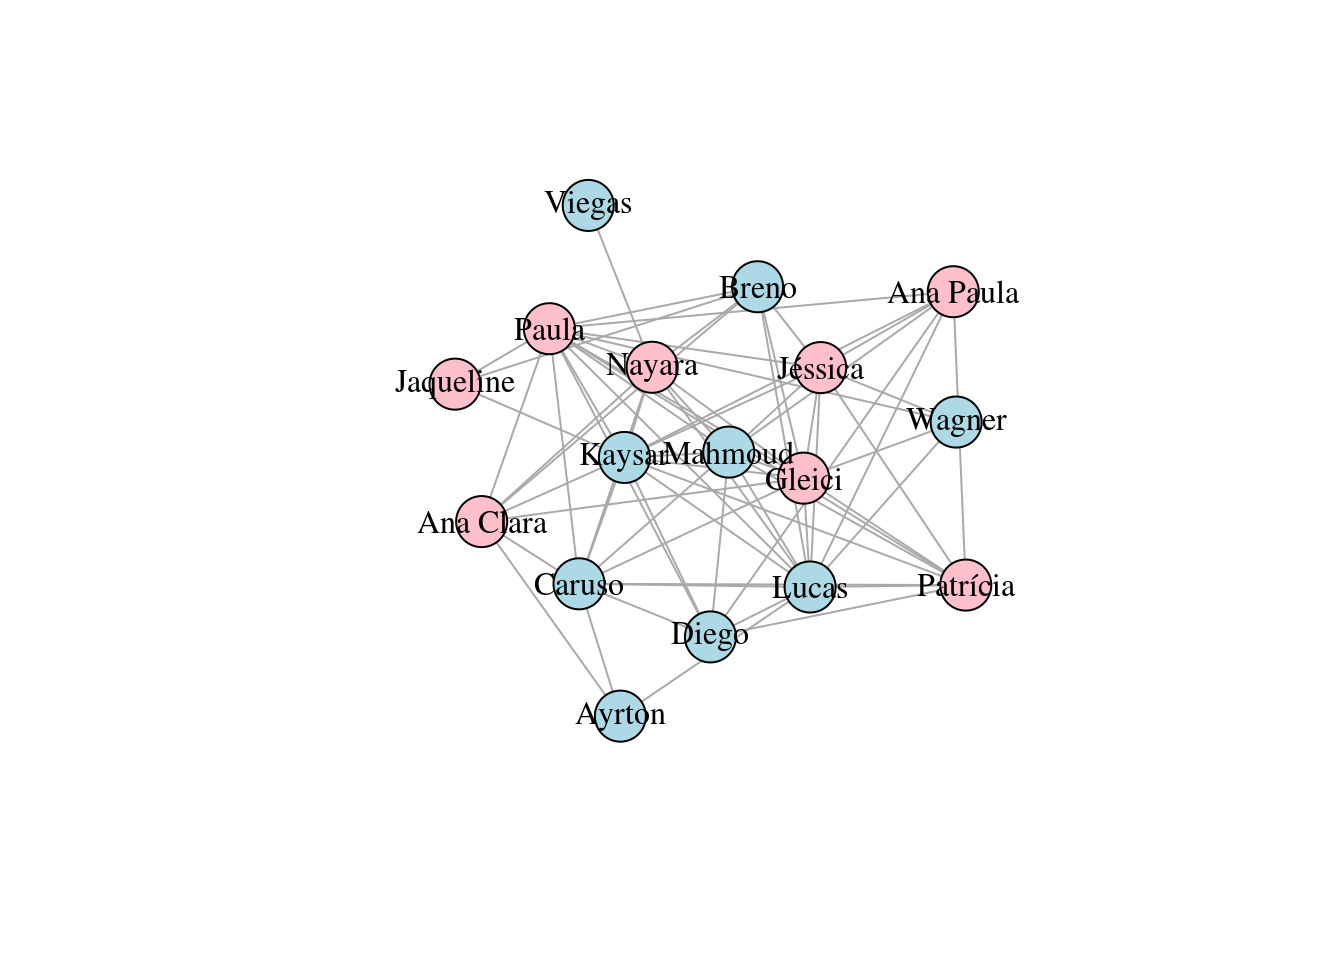 Viegas
Breno
Ana Paula
Paula
Nayara
Jéssica
Jaqueline
Wagner
Kaysar
Mahmoud
Gleici
Ana Clara
Caruso
Lucas
Patrícia
Diego
Ayrton